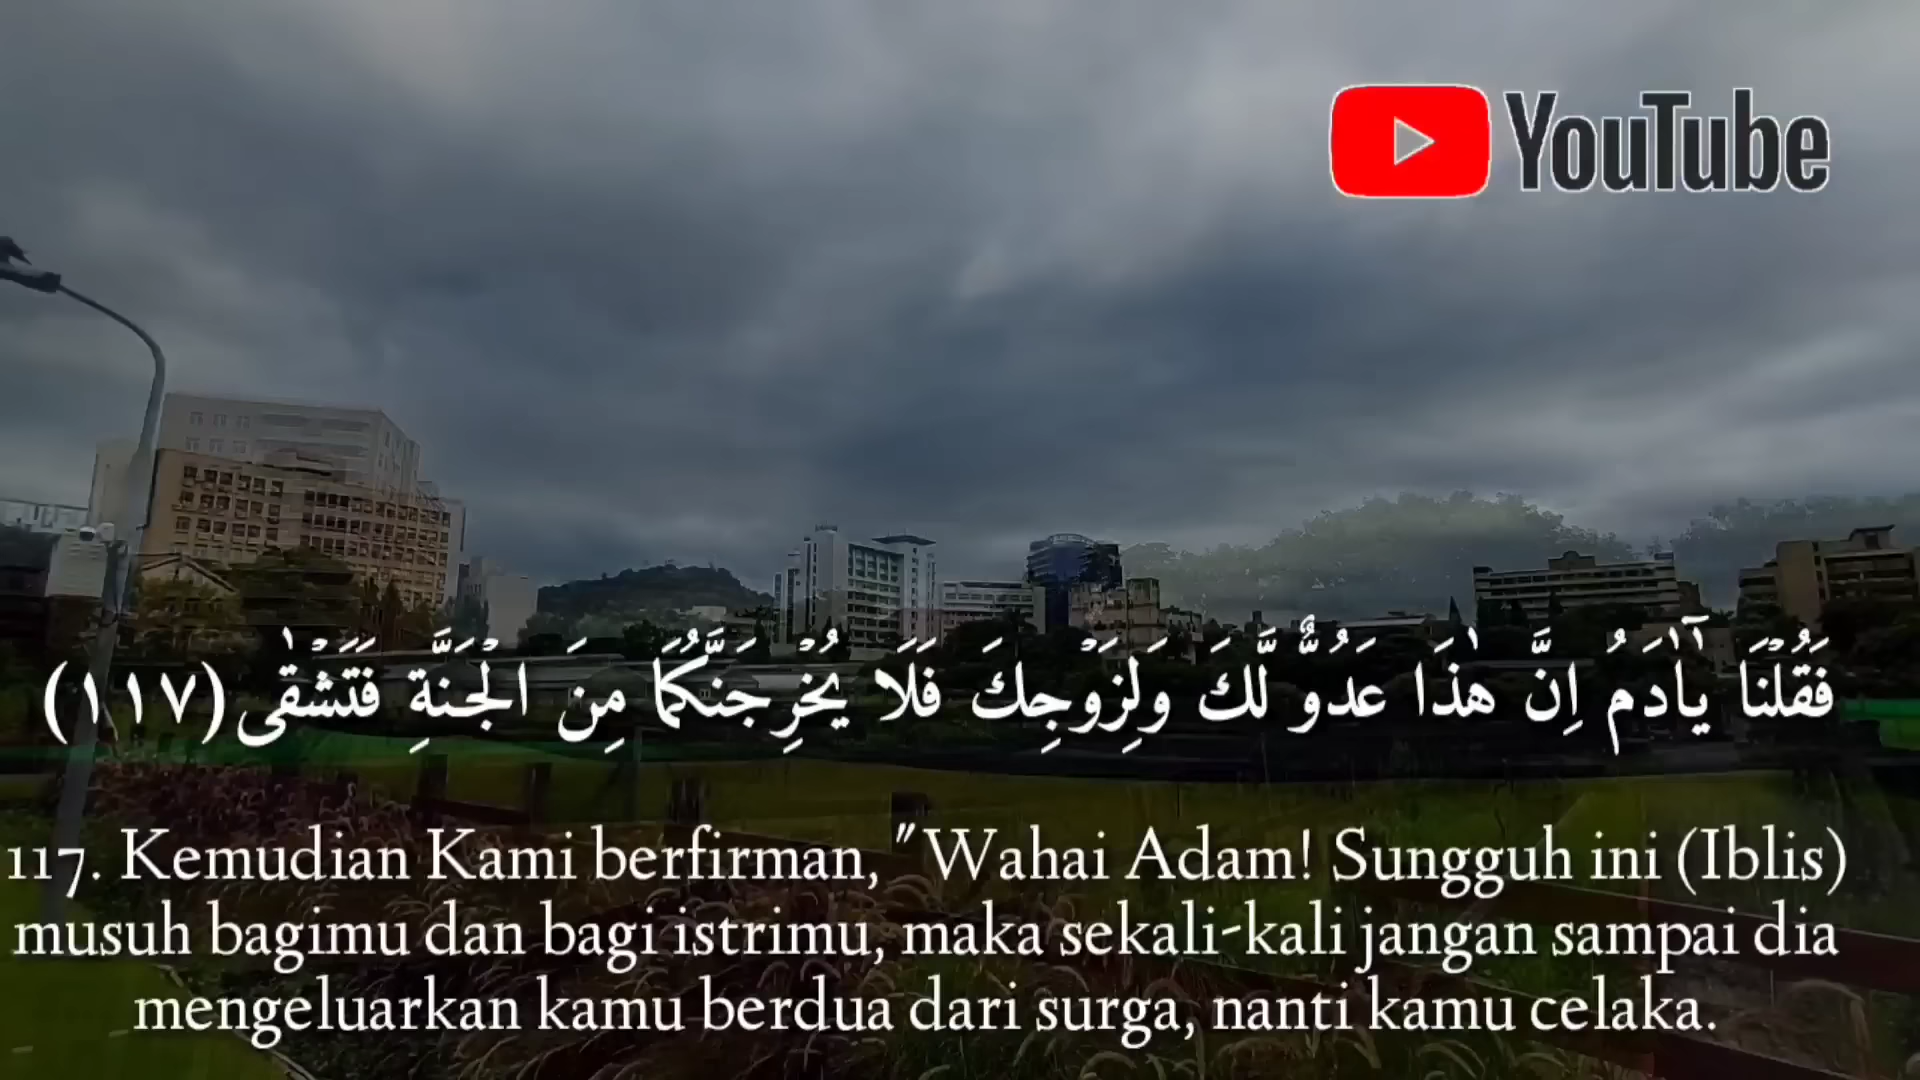 YouTube
فَقُلْنَا يٰٓاٰدَمُ اِنَّ هٰذَا عَدُوٌّ لَّكَ وَلِزَوْجِكَ فَلَا يُخْرِجَنَّكُمَا مِنَ الْجَنَّةِ فَتَشْقٰى (١١٧)
117. Kemudian Kami berfirman, "Wahai Adam! Sungguh ini (Iblis)
musuh bagimu dan bagi istrimu, maka sekali-kali jangan sampai dia
mengeluarkan kamu berdua dari surga, nanti kamu celaka.